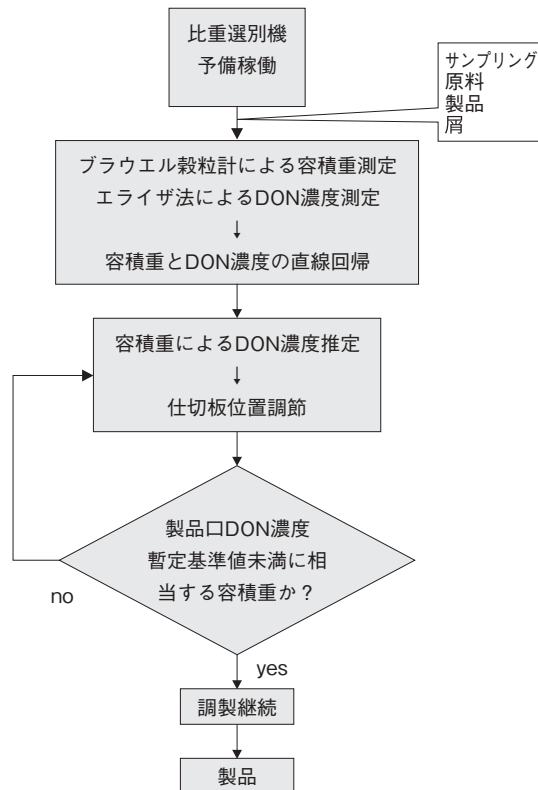 比重選別機
予備稼働
サンプリング
原料
製品
屑
ブラウエル穀粒計による容積重測定
エライザ法によるDON濃度測定
↓
容積重とDON濃度の直線回帰
容積重によるDON濃度推定
↓
仕切板位置調節
製品口DON濃度
暫定基準値未満に相
当する容積重か？
no
yes
調製継続
製品